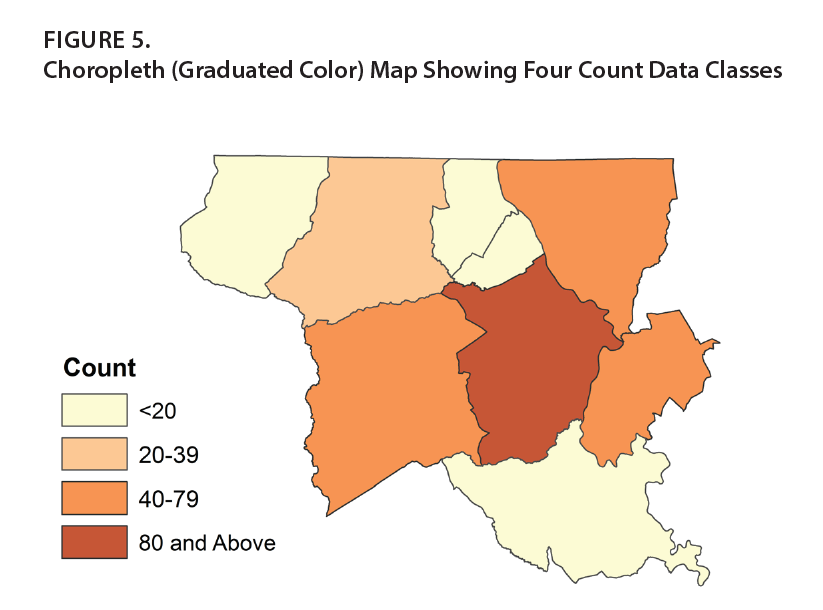 FIGURE 5.
Choropleth (Graduated Color) Map Showing Four Count Data Classes
Count
<20
20-39
40-79
80 and Above